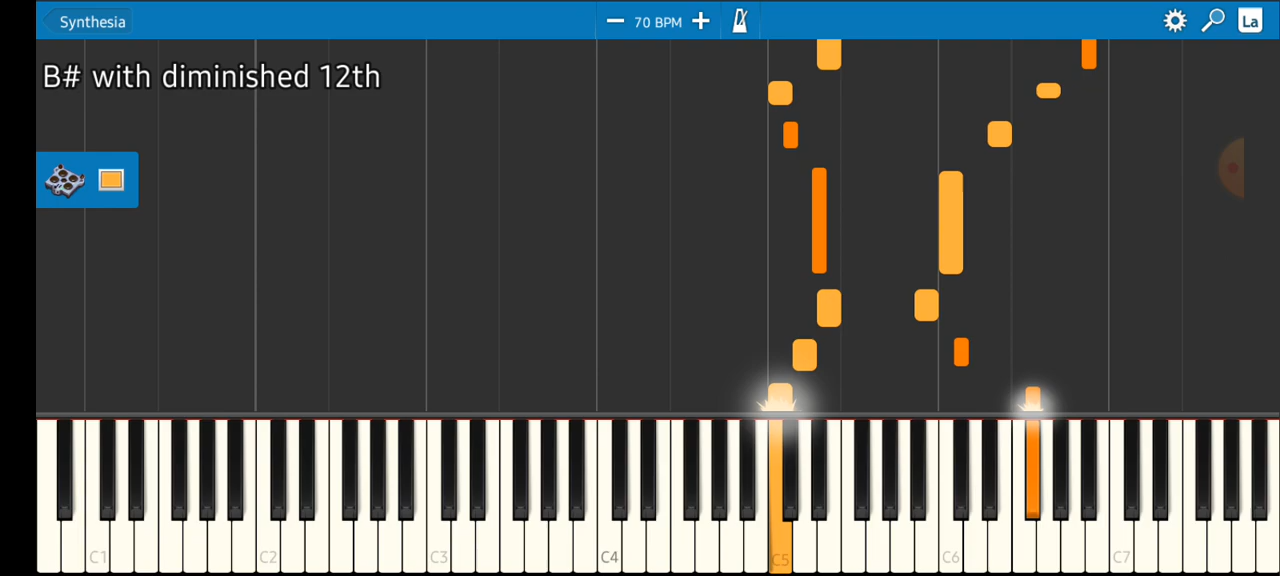 Synthesia
70 BPM
La
B# with diminished 12th
C1
C2
C3
C4
C5
C6
C7